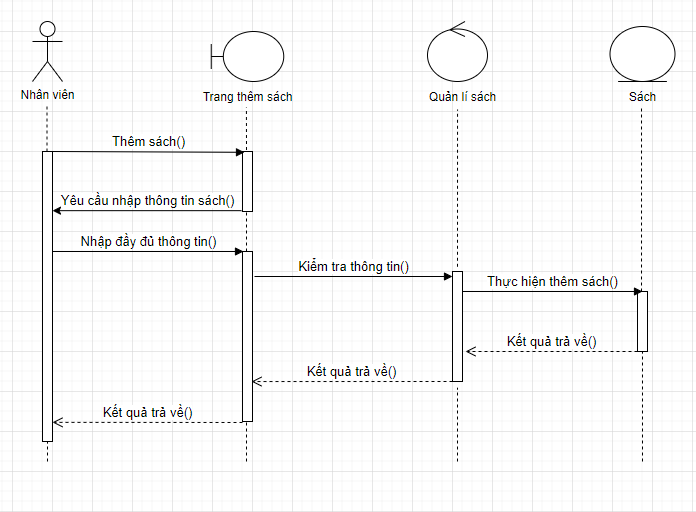 Nhân viên
Trang thêm sách
Quản lí sách
Sách
Thêm sách()
Yêu cầu nhập thông tin sách()
Nhập đầy đủ thông tin()
Kiểm tra thông tin()
Thực hiện thêm sách()
Kết quả trả về()
Kết quả trả về()
Kết quả trả về()